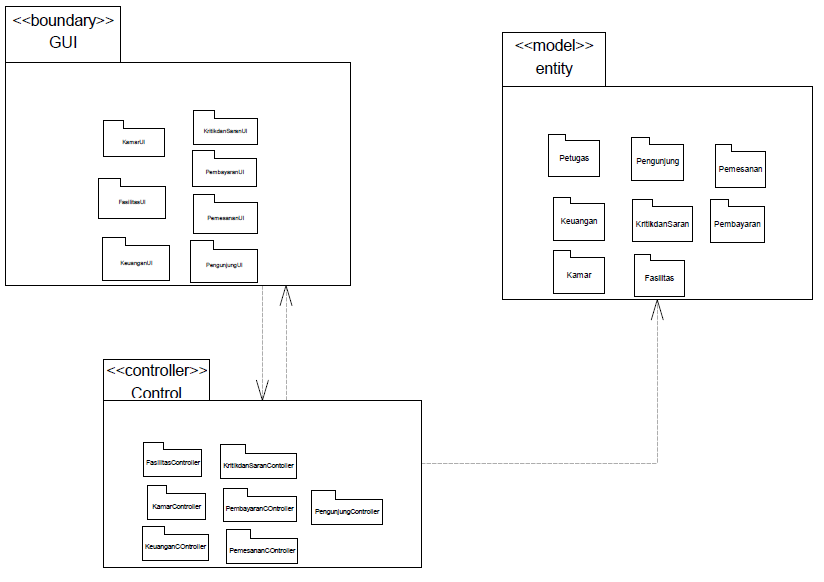 <<boundary>>
GUI
KamarUI
KritikdanSaranUI
PembayaranUI
FasilitasUI
PemesananUI
KeuanganUI
PengunjungUI
<<model>>
entity
Petugas
Pengunjung
Pemesanan
Keuangan
KritikdanSaran
Pembayaran
Kamar
Fasilitas
<<controller>>
Control
FasilitasController
KritikdanSaranContoller
KamarController
PembayaranCOntroller
PengunjungController
KeuanganCOntroller
PemesananCOntroller